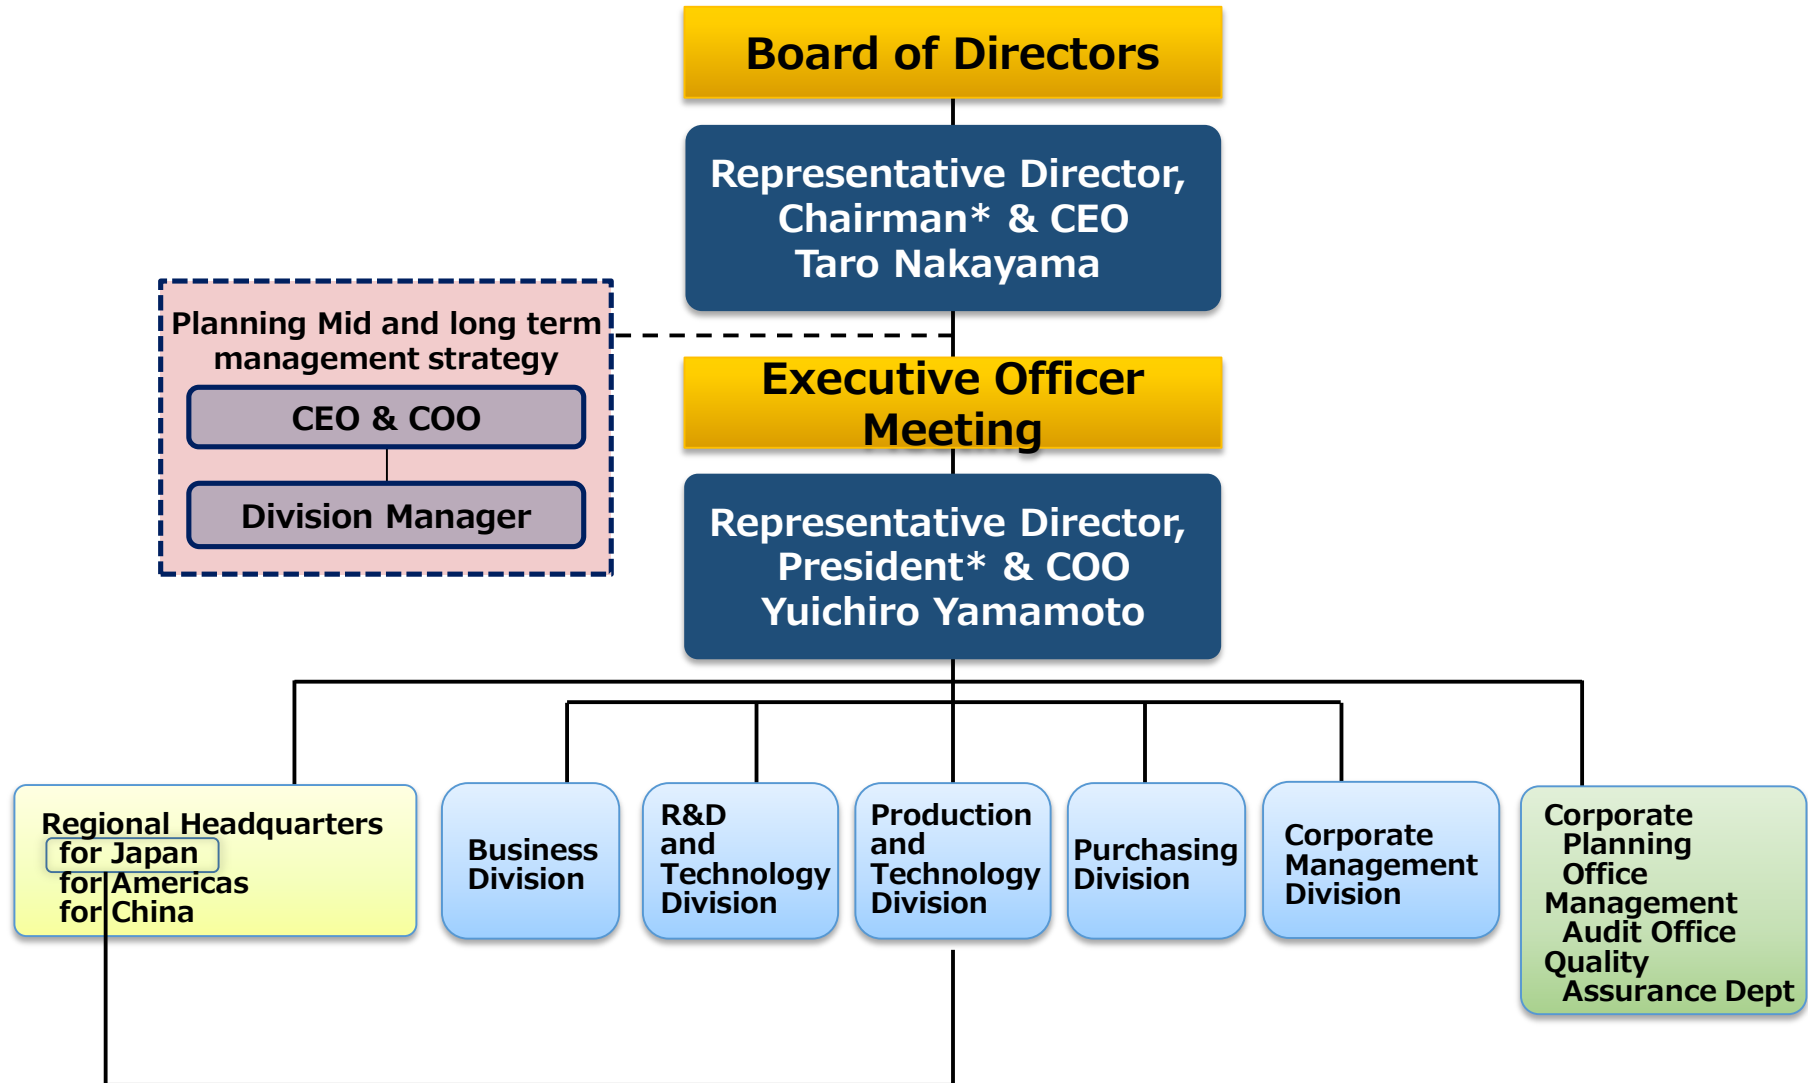 Board of Directors
Representative Director,
Chairman* & CEO
Taro Nakayama
Planning Mid and long term
management strategy
CEO & COO
Division Manager
Executive Officer
Meeting
Representative Director,
President* & COO
Yuichiro Yamamoto
Regional Headquarters
for Japan
for Americas
for China
Business
Division
R&D
and
Technology
Division
Production
and
Technology
Division
Purchasing
Division
Corporate
Management
Division
Corporate
Planning
Office
Management
Audit Office
Quality
Assurance Dept